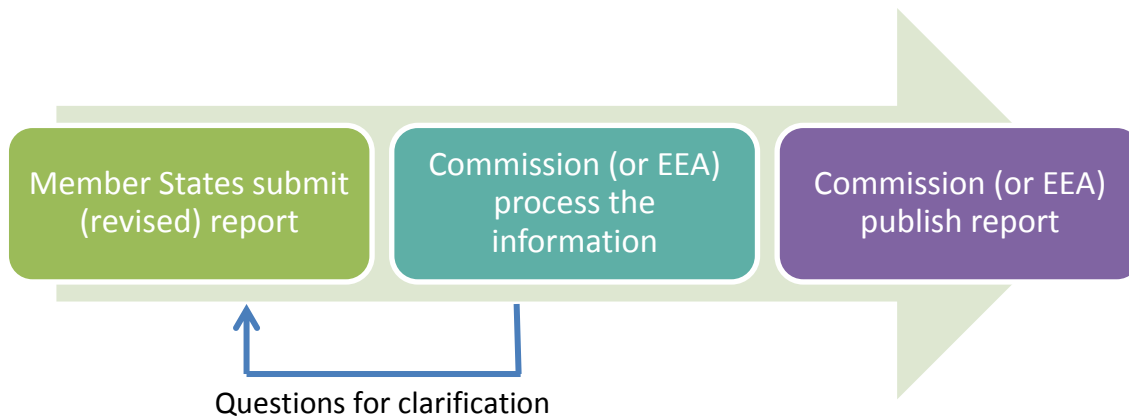 Member States submit
(revised) report
Commission (or EEA)
process the
information
Commission (or EEA)
publish report
Questions for clarification